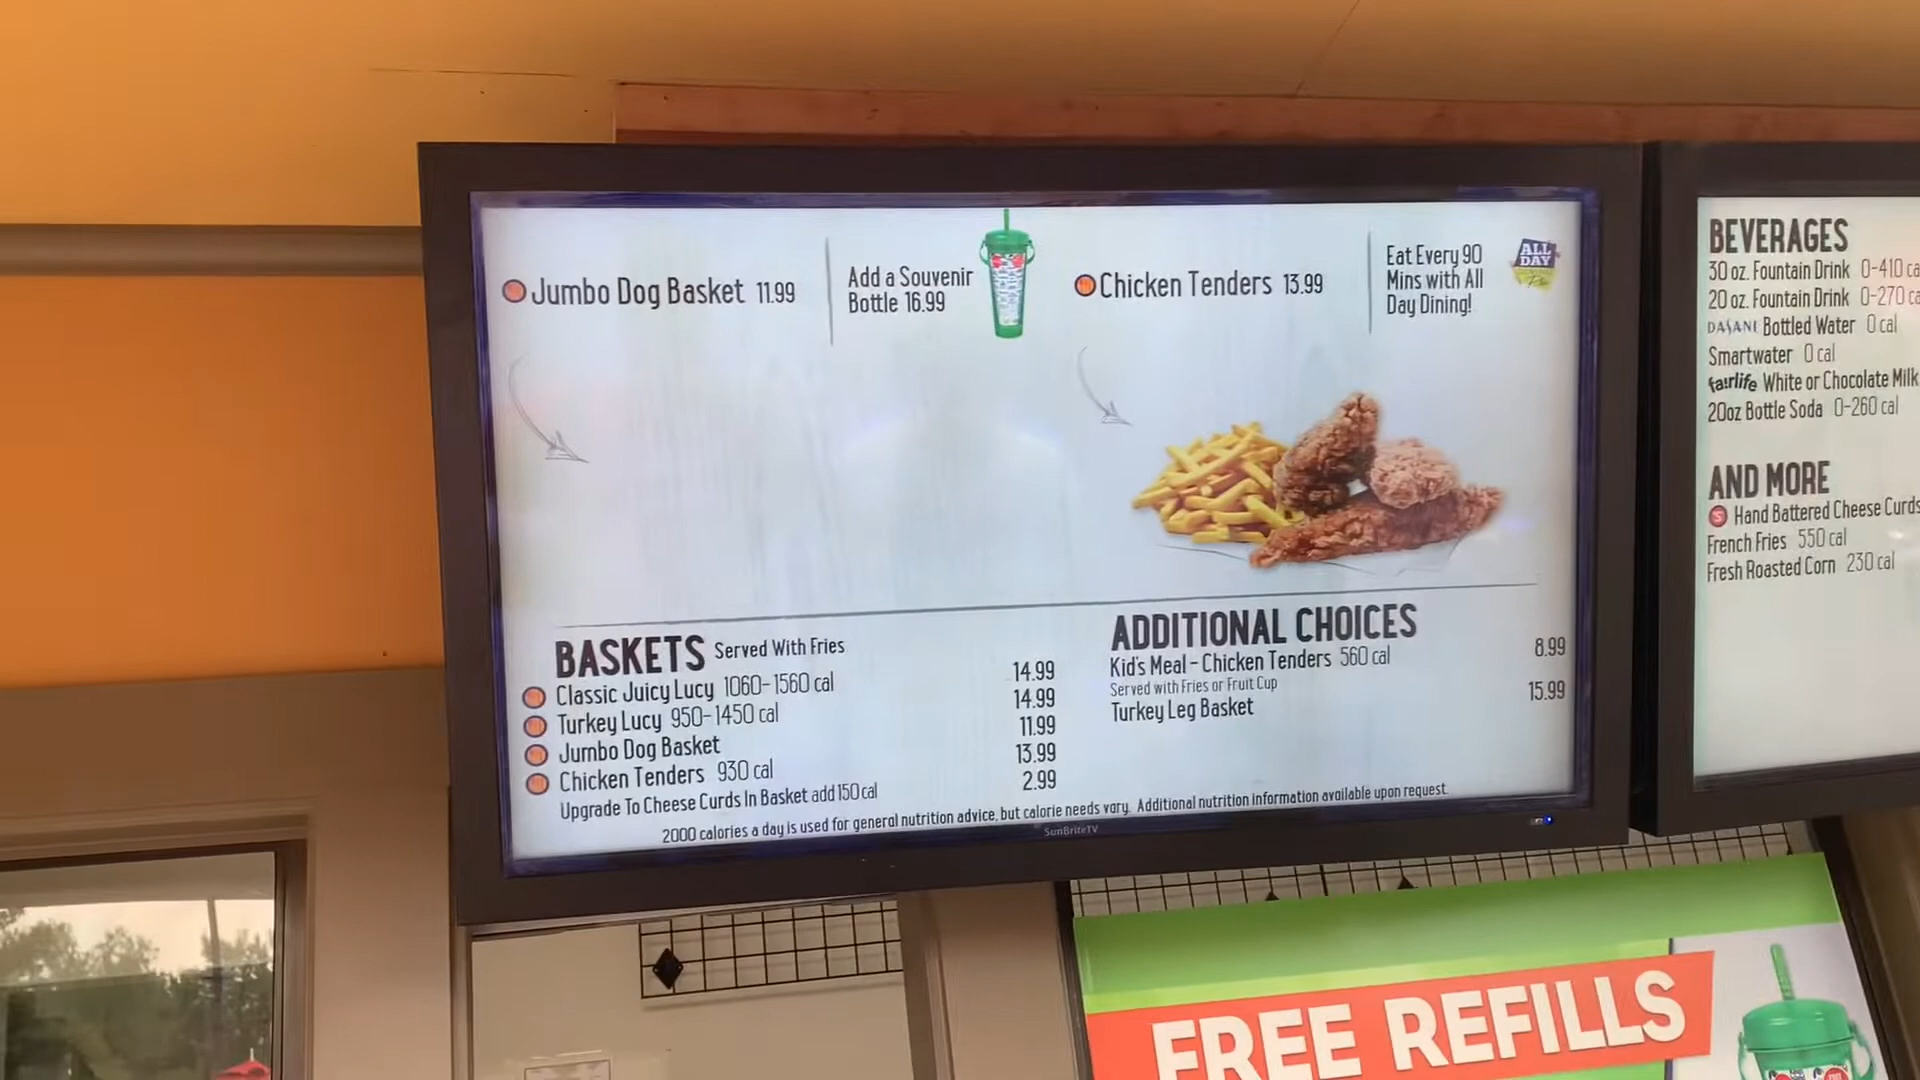 Jumbo Dog Basket 11.99
Add a Souvenir
Bottle 16.99
Chicken Tenders 13.99
Eat Every 90
Mins with All
Day Dining!
ALL
DAY
BASKETS Served With Fries
Classic Juicy Lucy 1060-1560 cal 14.99
Turkey Lucy 950-1450 cal 14.99
Jumbo Dog Basket 11.99
Chicken Tenders 930 cal 13.99
Upgrade To Cheese Curds In Basket add 150 cal 2.99
ADDITIONAL CHOICES
Kid's Meal - Chicken Tenders 560 cal 8.99
Served with Fries or Fruit Cup
Turkey Leg Basket 15.99
2000 calories a day is used for general nutrition advice, but calorie needs vary. Additional nutrition information available upon request.
SunBriteTV
BEVERAGES
30 oz. Fountain Drink 0-410 ca
20 oz. Fountain Drink 0-270 ca
DASANI Bottled Water 0 cal
Smartwater 0 cal
fairlife White or Chocolate Milk
20oz Bottle Soda 0-260 cal
AND MORE
S Hand Battered Cheese Curds
French Fries 550 cal
Fresh Roasted Corn 230 cal
FREE REFILLS